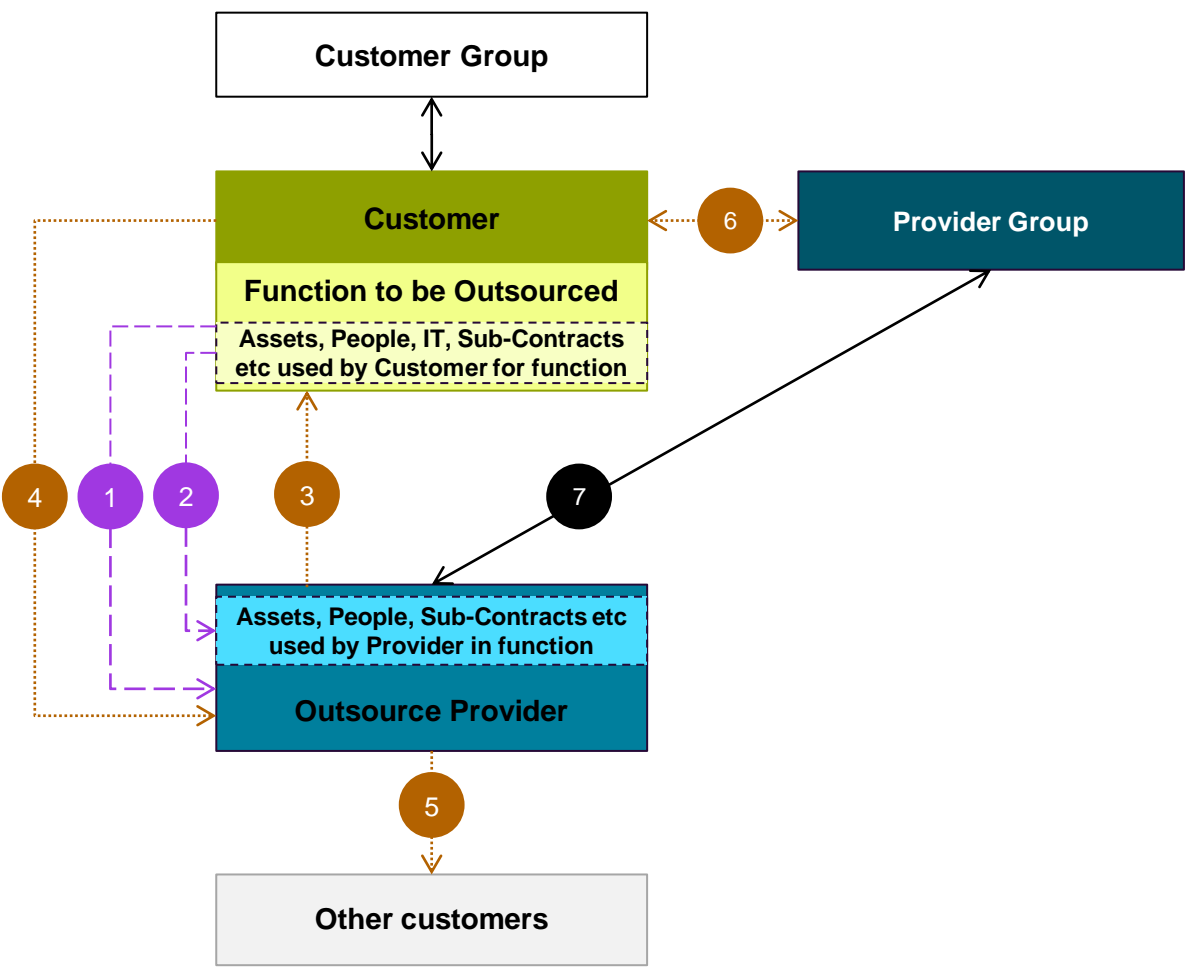 Customer Group
Customer
6
Provider Group
Function to be Outsourced
Assets, People, IT, Sub-Contracts
etc used by Customer for function
4
1
2
3
7
Assets, People, Sub-Contracts etc
used by Provider in function
Outsource Provider
5
Other customers